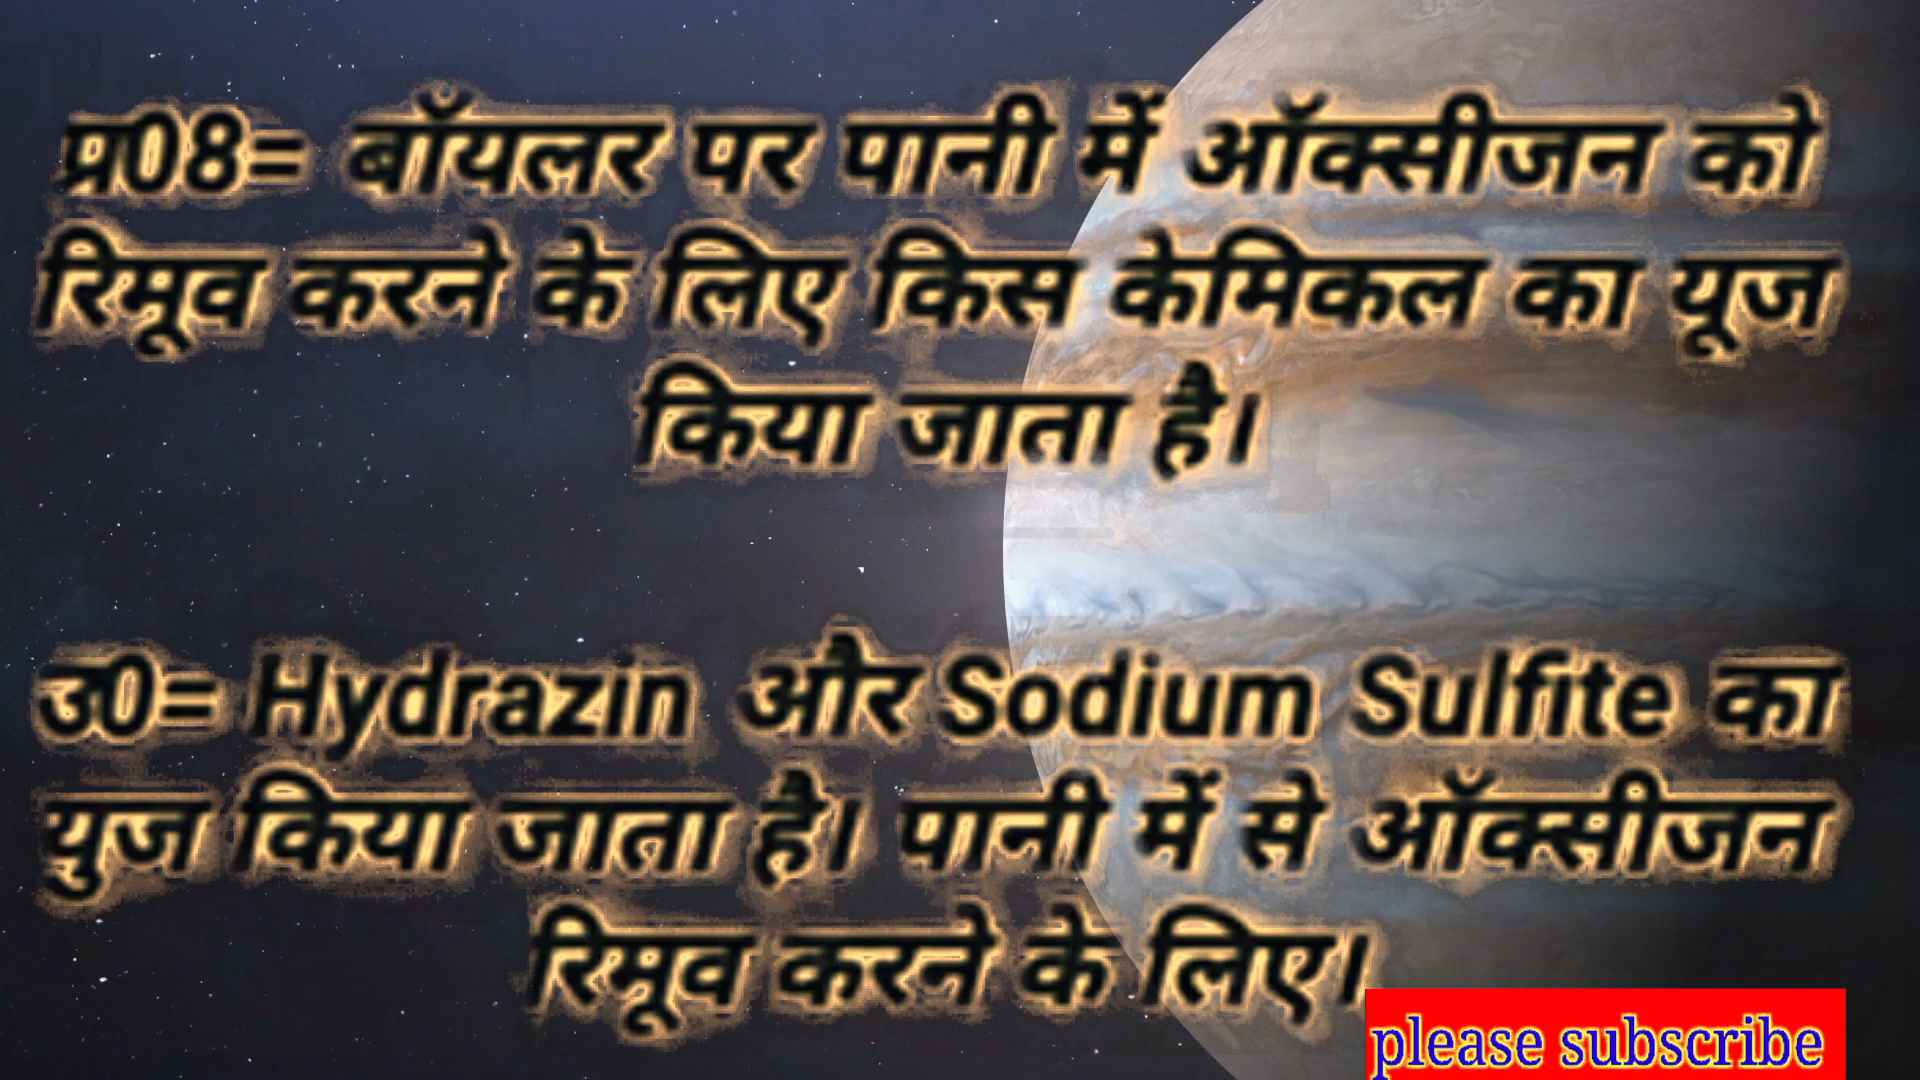 प्र08= बॉयलर पर पानी में ऑक्सीजन को
रिमूव करने के लिए किस केमिकल का यूज
किया जाता है।
उ0= Hydrazin और Sodium Sulfite का
युज किया जाता है। पानी में से ऑक्सीजन
रिमूव करने के लिए।
please subscribe